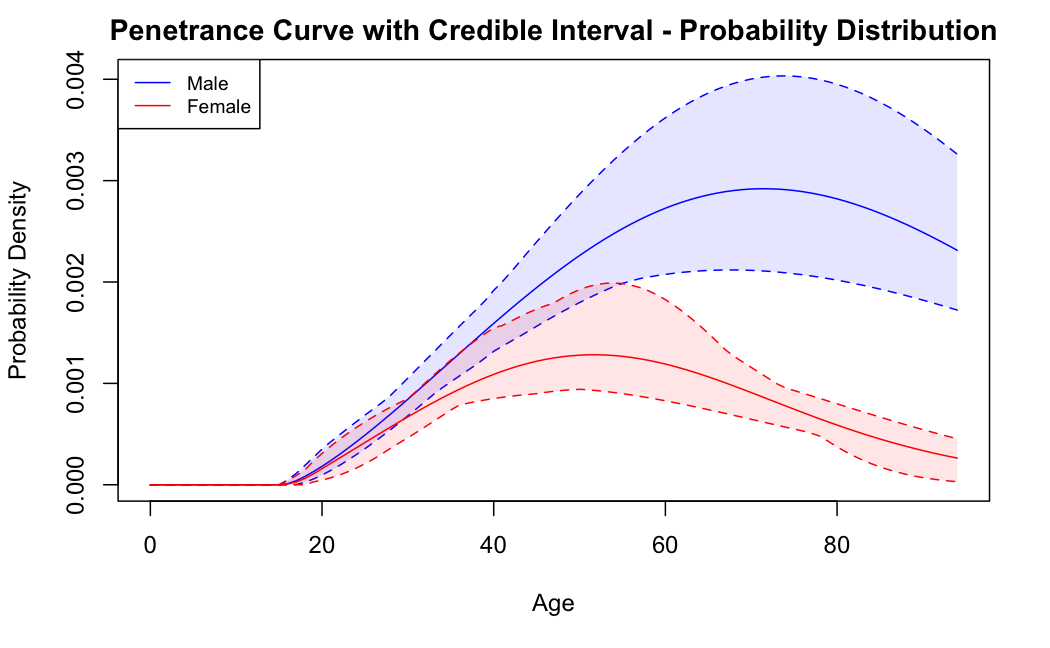 Penetrance Curve with Credible Interval - Probability Distribution
Male
Female
Probability Density
0.004
0.003
0.002
0.001
0.000
0 20 40 60 80
Age